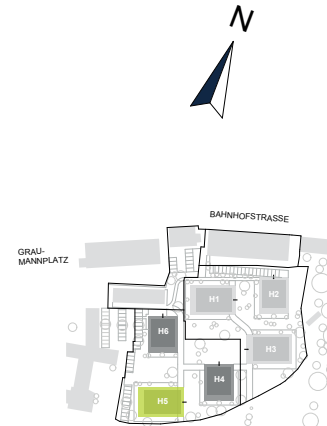 N
BAHNHOFSTRASSE
GRAU-
MANNPLATZ
H1
H2
H6
H3
H4
H5